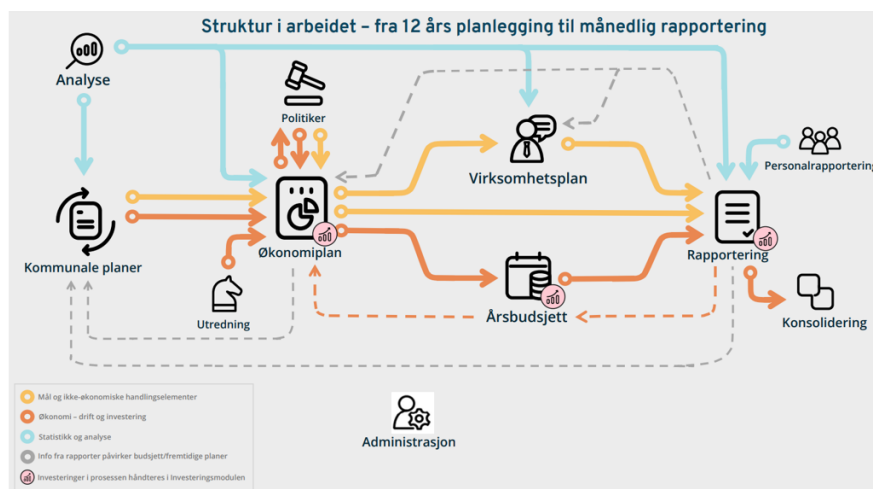 Struktur i arbeidet – fra 12 års planlegging til månedlig rapportering
Analyse
Politiker
Virksomhetsplan
Personalrapportering
Kommunale planer
Økonomiplan
Rapportering
Utredning
Årsbudsjett
Konsolidering
Administrasjon
Mål og ikke-økonomiske handlingselementer
Økonomi – drift og investering
Statistikk og analyse
Info fra rapporter påvirker budsjett/fremtidige planer
Investeringer i prosessen håndteres i Investeringsmodulen